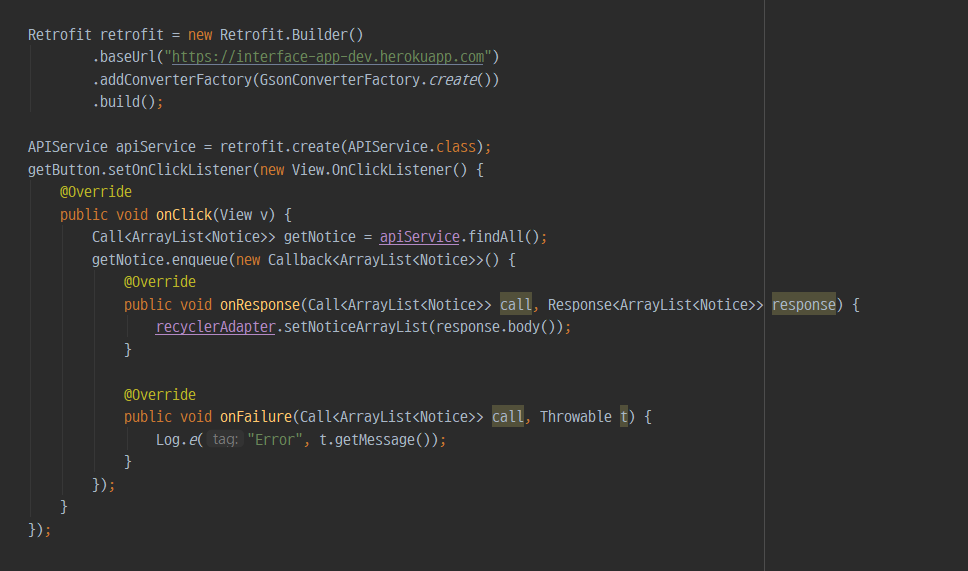 Retrofit retrofit = new Retrofit.Builder()
.baseUrl("https://interface-app-dev.herokuapp.com")
.addConverterFactory(GsonConverterFactory.create())
.build();
APIService apiService = retrofit.create(APIService.class);
getButton.setOnClickListener(new View.OnClickListener() {
@Override
public void onClick(View v) {
Call<ArrayList<Notice>> getNotice = apiService.findAll();
getNotice.enqueue(new Callback<ArrayList<Notice>>() {
@Override
public void onResponse(Call<ArrayList<Notice>> call, Response<ArrayList<Notice>> response) {
recyclerAdapter.setNoticeArrayList(response.body());
}
@Override
public void onFailure(Call<ArrayList<Notice>> call, Throwable t) {
Log.e( tag: "Error", t.getMessage());
}
});
}
});